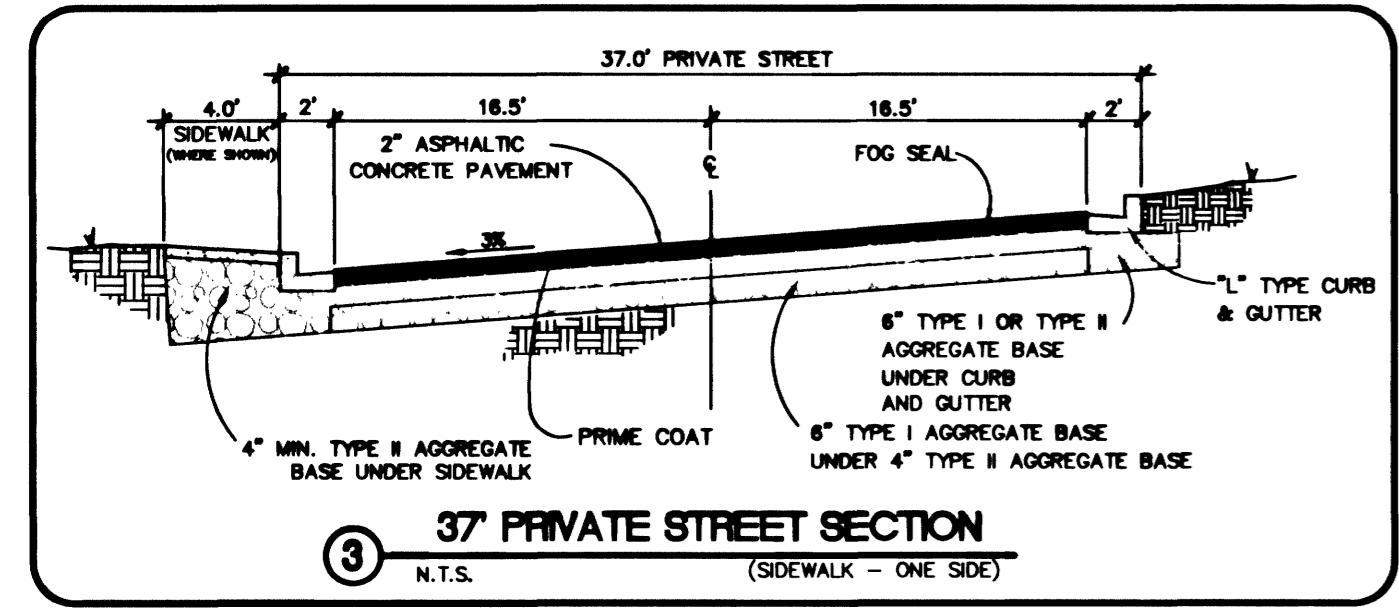 37.0' PRIVATE STREET
4.0'
2'
16.5'
16.5'
2'
SIDEWALK
(WHERE SHOWN)
2" ASPHALTIC
CONCRETE PAVEMENT
℄
FOG SEAL
3%
"L" TYPE CURB
& GUTTER
6" TYPE I OR TYPE II
AGGREGATE BASE
UNDER CURB
AND GUTTER
4" MIN. TYPE II AGGREGATE
BASE UNDER SIDEWALK
PRIME COAT
6" TYPE I AGGREGATE BASE
UNDER 4" TYPE II AGGREGATE BASE
3
37' PRIVATE STREET SECTION
N.T.S.
(SIDEWALK - ONE SIDE)